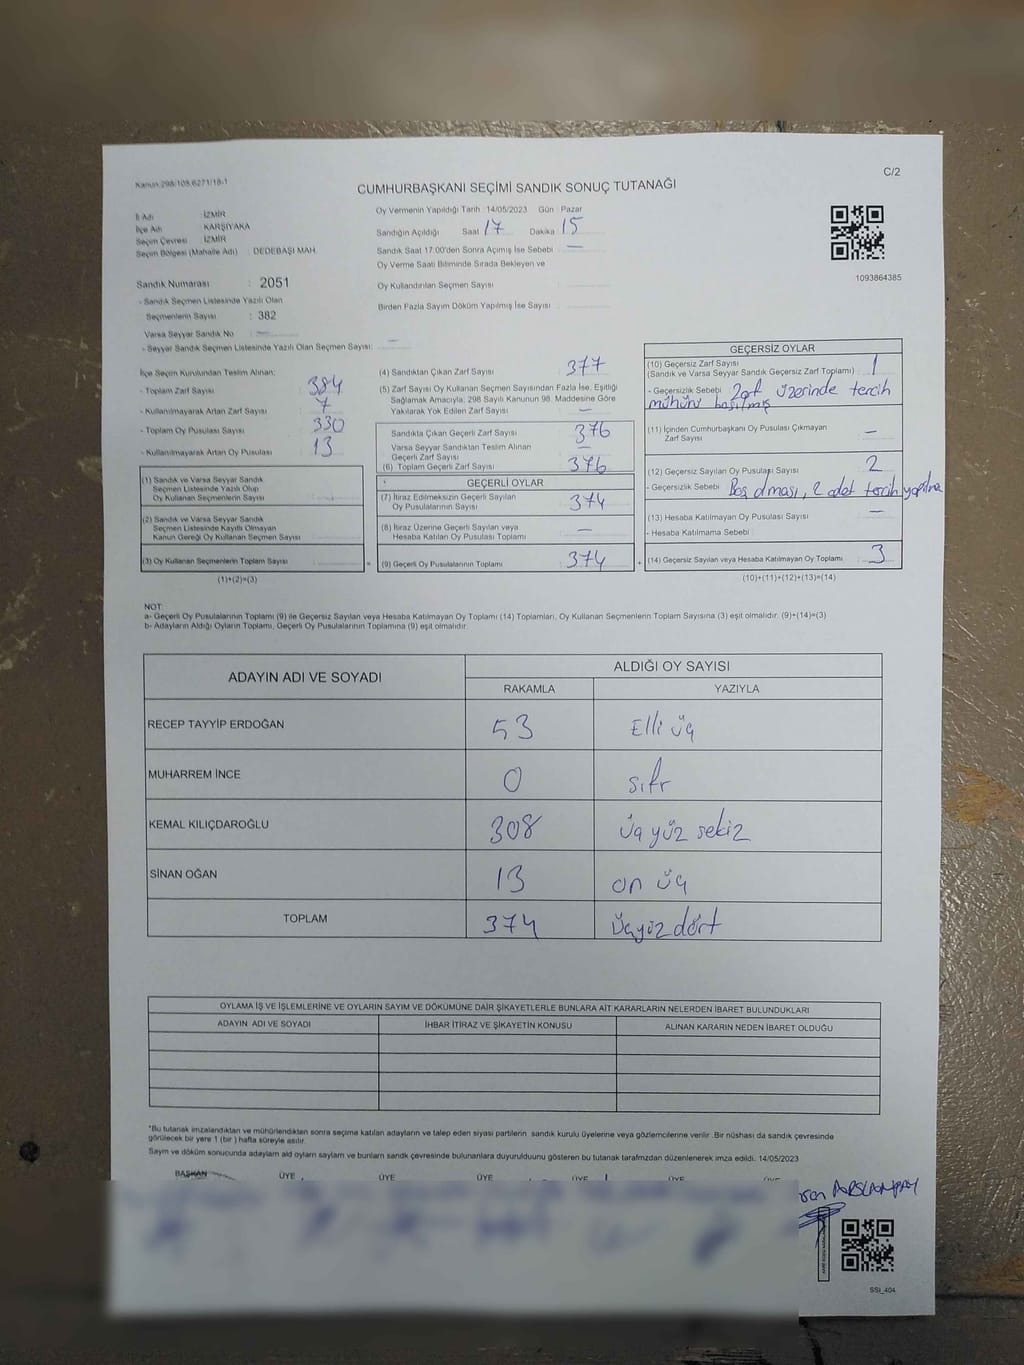 Kanun 298/105,6271/18-1
C/2
CUMHURBAŞKANI SEÇİMİ SANDIK SONUÇ TUTANAĞI
İl Adı : İZMİR
İlçe Adı : KARŞIYAKA
Seçim Çevresi : İZMİR
Seçim Bölgesi (Mahalle Adı) : DEDEBAŞI MAH.
Oy Vermenin Yapıldığı Tarih : 14/05/2023 Gün : Pazar
Sandığın Açıldığı Saat : 17 Dakika : 15
Sandık Saat 17:00'den Sonra Açımış İse Sebebi : —
Oy Verme Saati Bitiminde Sırada Bekleyen ve
Oy Kullandırılan Seçmen Sayısı :
Birden Fazla Sayım Döküm Yapılmış İse Sayısı :
1093864385
Sandık Numarası : 2051
- Sandık Seçmen Listesinde Yazılı Olan
Seçmenlerin Sayısı : 382
Varsa Seyyar Sandık No : —
- Seyyar Sandık Seçmen Listesinde Yazılı Olan Seçmen Sayısı: —
İlçe Seçim Kurulundan Teslim Alınan:
- Toplam Zarf Sayısı : 384
- Kullanılmayarak Artan Zarf Sayısı : 7
- Toplam Oy Pusulası Sayısı : 330
- Kullanılmayarak Artan Oy Pusulası : 13
(1) Sandık ve Varsa Seyyar Sandık
Seçmen Listesinde Yazılı Olup
Oy Kullanan Seçmenlerin Sayısı :
(2) Sandık ve Varsa Seyyar Sandık
Seçmen Listesinde Kayıtlı Olmayan
Kanun Gereği Oy Kullanan Seçmen Sayısı :
(3) Oy Kullanan Seçmenlerin Toplam Sayısı :
(1)+(2)=(3)
(4) Sandıktan Çıkan Zarf Sayısı : 377
(5) Zarf Sayısı Oy Kullanan Seçmen Sayısından Fazla İse, Eşitliği
Sağlamak Amacıyla; 298 Sayılı Kanunun 98. Maddesine Göre
Yakılarak Yok Edilen Zarf Sayısı : —
Sandıkta Çıkan Geçerli Zarf Sayısı : 376
Varsa Seyyar Sandıktan Teslim Alınan
Geçerli Zarf Sayısı : —
(6) Toplam Geçerli Zarf Sayısı : 376
GEÇERLİ OYLAR
(7) İtiraz Edilmeksizin Geçerli Sayılan
Oy Pusulalarının Sayısı : 374
(8) İtiraz Üzerine Geçerli Sayılan veya
Hesaba Katılan Oy Pusulası Toplamı : —
(9) Geçerli Oy Pusulalarının Toplamı : 374
GEÇERSİZ OYLAR
(10) Geçersiz Zarf Sayısı
(Sandık ve Varsa Seyyar Sandık Geçersiz Zarf Toplamı) : 1
- Geçersizlik Sebebi : Zarf üzerinde tercih
mühürü basılmış
(11) İçinden Cumhurbaşkanı Oy Pusulası Çıkmayan
Zarf Sayısı : —
(12) Geçersiz Sayılan Oy Pusulası Sayısı : 2
- Geçersizlik Sebebi : Boş olması, 2 adet tercih yapılma
(13) Hesaba Katılmayan Oy Pusulası Sayısı : —
- Hesaba Katılmama Sebebi :
(14) Geçersiz Sayılan veya Hesaba Katılmayan Oy Toplamı : 3
(10)+(11)+(12)+(13)=(14)
NOT:
a- Geçerli Oy Pusulalarının Toplamı (9) ile Geçersiz Sayılan veya Hesaba Katılmayan Oy Toplamı (14) Toplamları, Oy Kullanan Seçmenlerin Toplam Sayısına (3) eşit olmalıdır. (9)+(14)=(3)
b- Adayların Aldığı Oyların Toplamı, Geçerli Oy Pusulalarının Toplamına (9) eşit olmalıdır.
ADAYIN ADI VE SOYADI
ALDIĞI OY SAYISI
RAKAMLA YAZIYLA
RECEP TAYYİP ERDOĞAN 53 Elli üç
MUHARREM İNCE 0 sıfır
KEMAL KILIÇDAROĞLU 308 üç yüz sekiz
SİNAN OĞAN 13 on üç
TOPLAM 374 Üçyüz dört
OYLAMA İŞ VE İŞLEMLERİNE VE OYLARIN SAYIM VE DÖKÜMÜNE DAİR ŞİKAYETLERLE BUNLARA AİT KARARLARIN NELERDEN İBARET BULUNDUKLARI
ADAYIN ADI VE SOYADI İHBAR İTİRAZ VE ŞİKAYETİN KONUSU ALINAN KARARIN NEDEN İBARET OLDUĞU
*Bu tutanak imzalandıktan ve mühürlendikten sonra seçime katılan adayların ve talep eden siyasi partilerin sandık kurulu üyelerine veya gözlemcilerine verilir. Bir nüshası da sandık çevresinde
görülecek bir yere 1 (bir ) hafta süreyle asılır.
Sayım ve döküm sonucunda adayların ald oyların sayların ve bunların sandk çevresinde bulunanlara duyurulduunu gösteren bu tutanak tarafmzdan düzenlenerek imza edildi. 14/05/2023
BAŞKAN ÜYE ÜYE ÜYE ÜYE ÜYE ÜYE
SSI_404